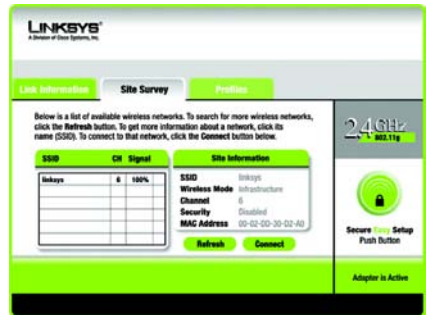 LINKSYS®
A Division of Cisco Systems, Inc.
Link Information
Site Survey
Profiles
Below is a list of available wireless networks. To search for more wireless networks,
click the Refresh button. To get more information about a network, click its
name (SSID). To connect to that network, click the Connect button below.
SSID CH Signal
linksys 6 100%
Site Information
SSID linksys
Wireless Mode Infrastructure
Channel 6
Security Disabled
MAC Address 00-02-DD-30-D2-A0
Refresh
Connect
2.4GHz
802.11g
Secure Easy Setup
Push Button
Adapter is Active